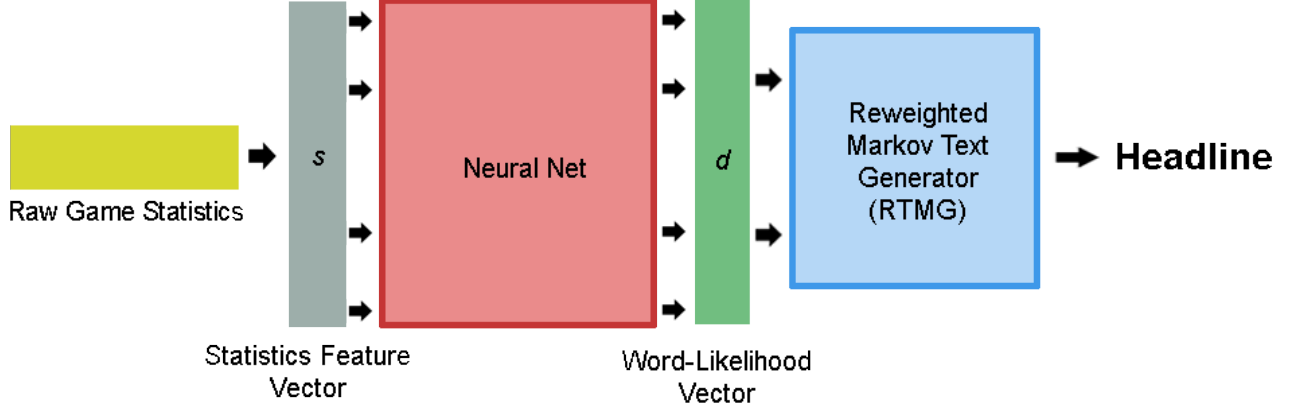 Raw Game Statistics
s
Statistics Feature
Vector
Neural Net
d
Word-Likelihood
Vector
Reweighted
Markov Text
Generator
(RTMG)
Headline